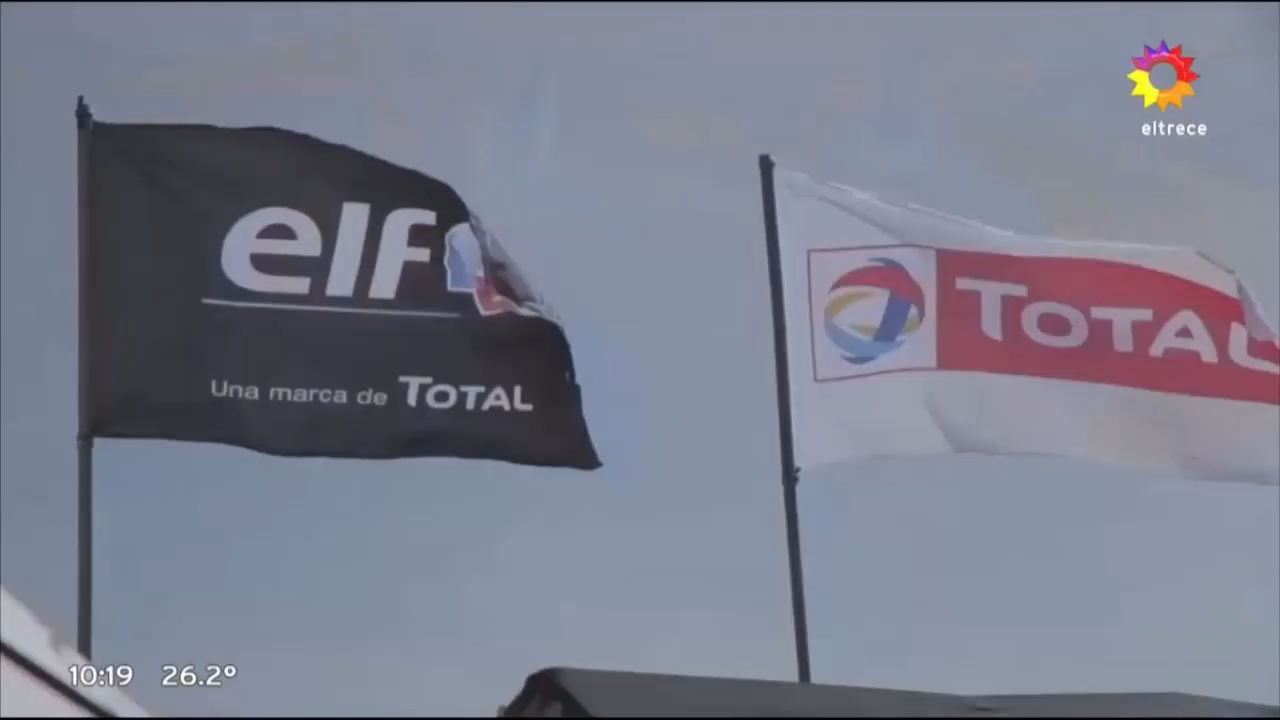 eltrece
elf
Una marca de TOTAL
TOTAL
10:19 26.2°